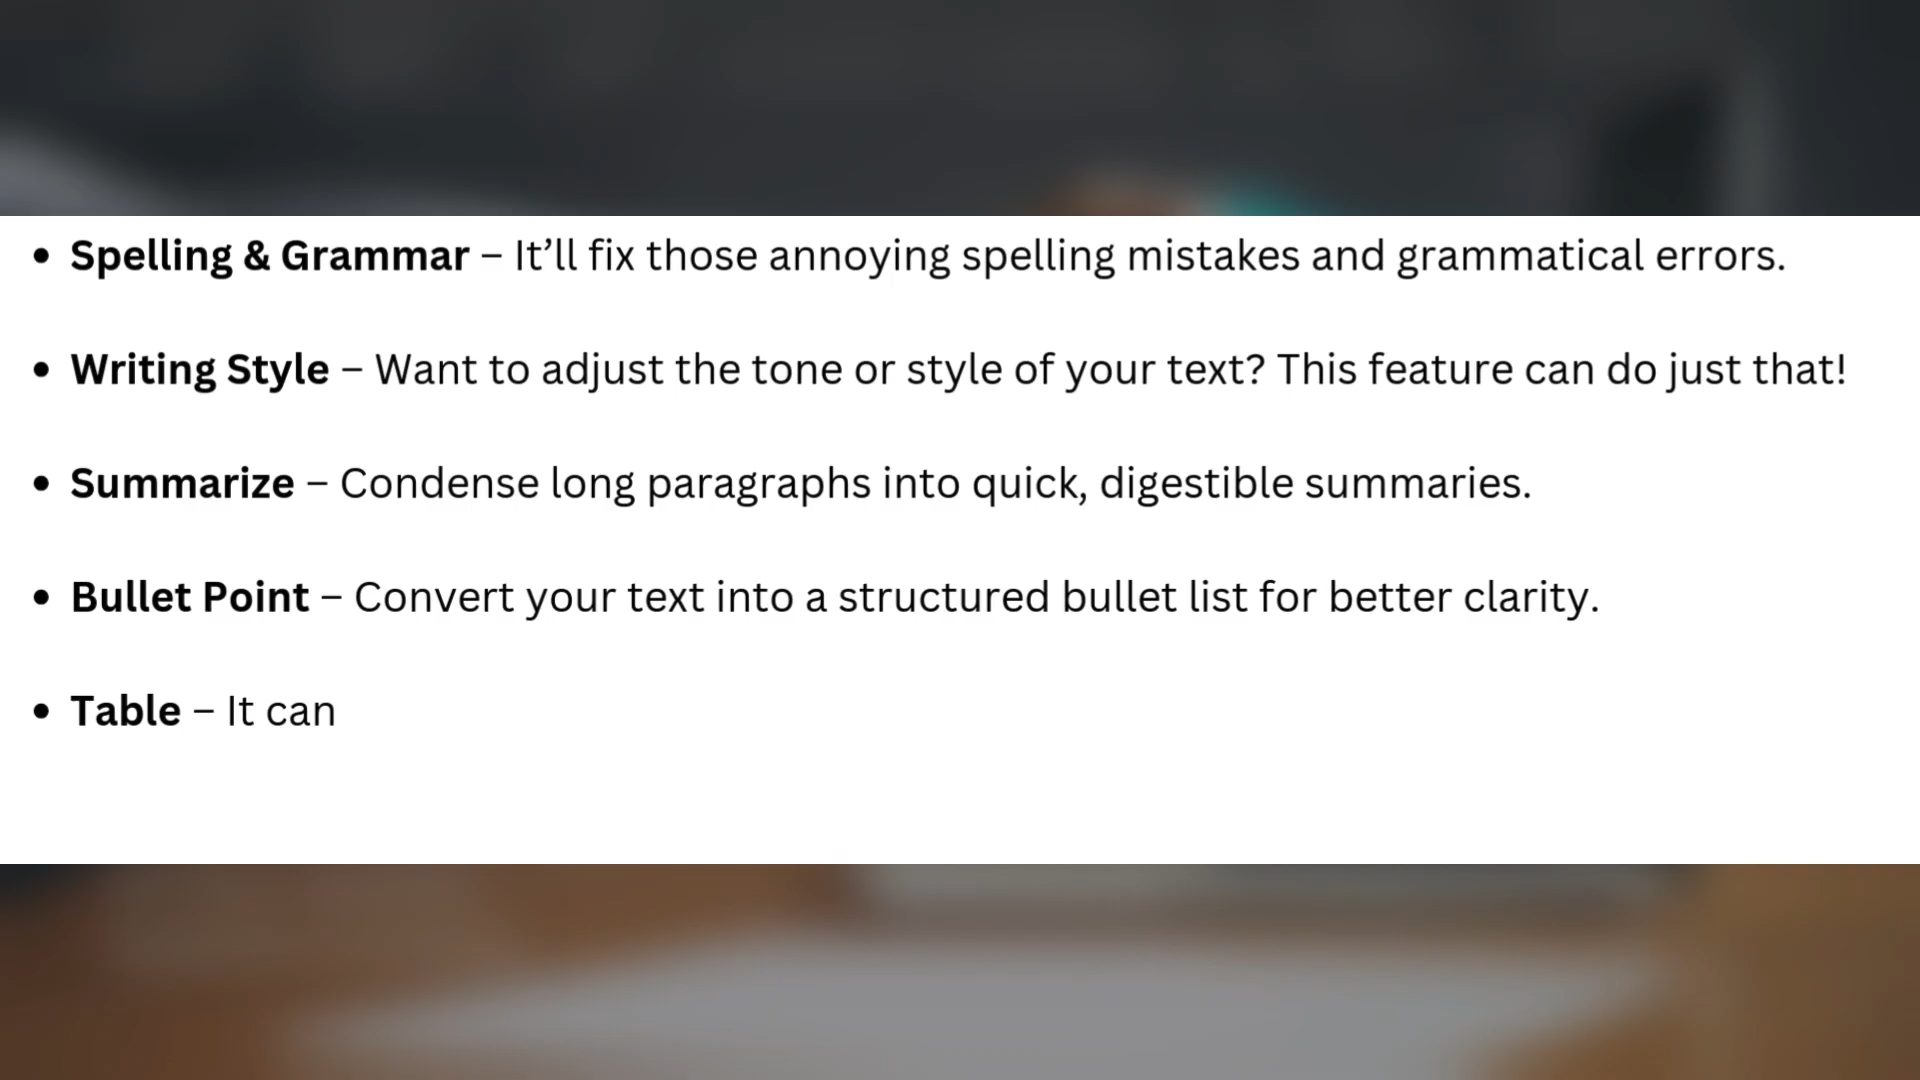 • Spelling & Grammar – It’ll fix those annoying spelling mistakes and grammatical errors.
• Writing Style – Want to adjust the tone or style of your text? This feature can do just that!
• Summarize – Condense long paragraphs into quick, digestible summaries.
• Bullet Point – Convert your text into a structured bullet list for better clarity.
• Table – It can